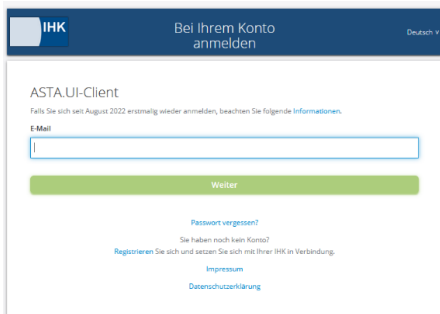 IHK
Bei Ihrem Konto
anmelden
Deutsch
ASTA.UI-Client
Falls Sie sich seit August 2022 erstmalig wieder anmelden, beachten Sie folgende Informationen.
E-Mail
Weiter
Passwort vergessen?
Sie haben noch kein Konto?
Registrieren Sie sich und setzen Sie sich mit Ihrer IHK in Verbindung.
Impressum
Datenschutzerklärung